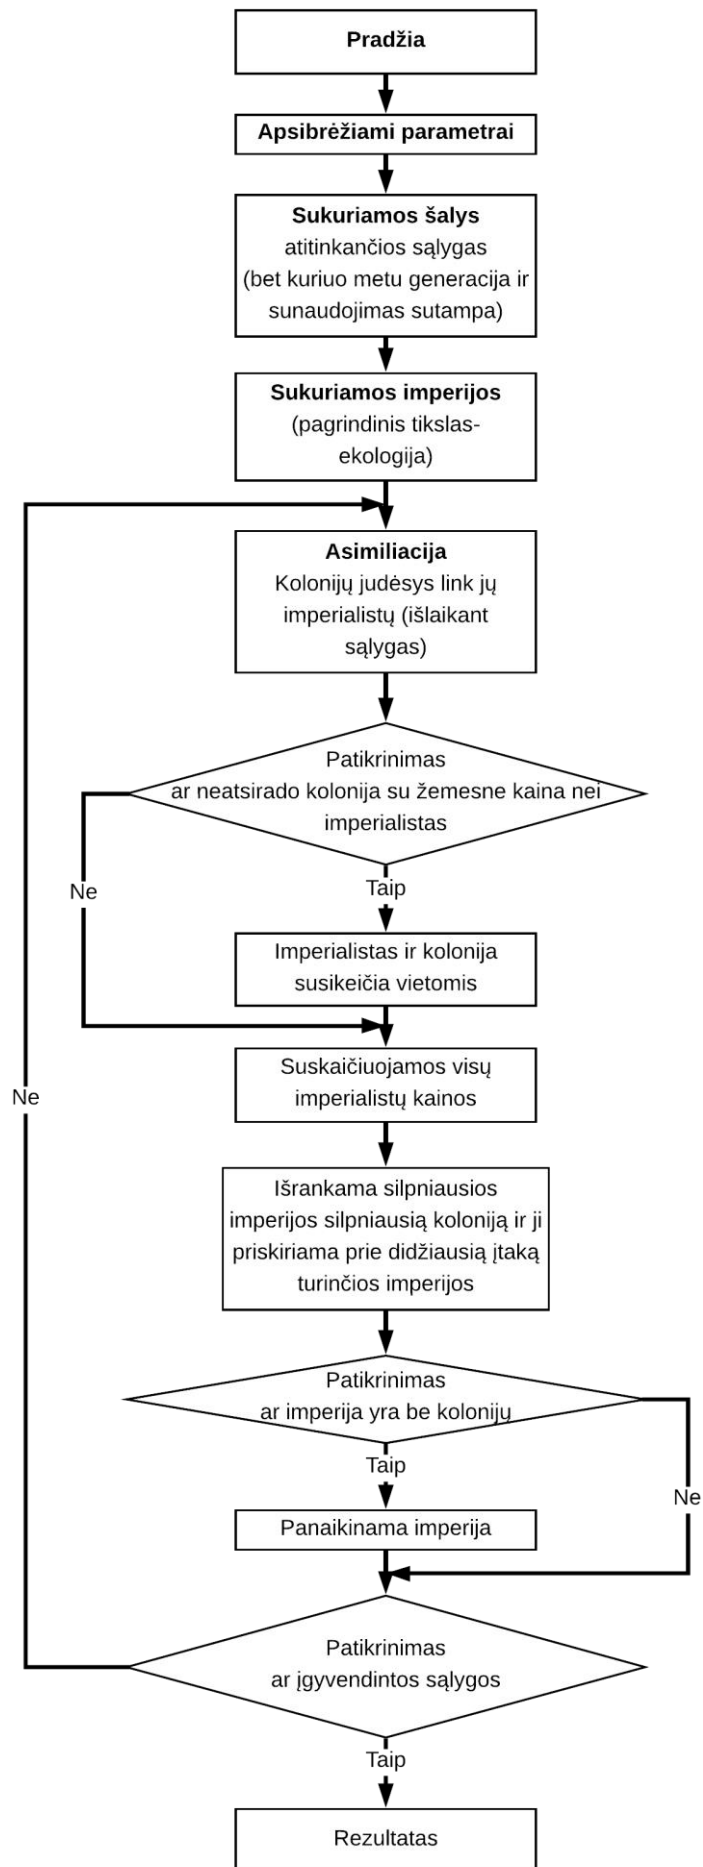 Pradžia
Apsibrėžiami parametrai
Sukuriamos šalys
atitinkančios sąlygas
(bet kuriuo metu generacija ir
sunaudojimas sutampa)
Sukuriamos imperijos
(pagrindinis tikslas-
ekologija)
Asimiliacija
Kolonijų judėsys link jų
imperialistų (išlaikant
sąlygas)
Patikrinimas
ar neatsirado kolonija su žemesne kaina nei
imperialistas
Ne
Taip
Imperialistas ir kolonija
susikeičia vietomis
Suskaičiuojamos visų
imperialistų kainos
Ne
Išrankama silpniausios
imperijos silpniausią koloniją ir ji
priskiriama prie didžiausią įtaką
turinčios imperijos
Patikrinimas
ar imperija yra be kolonijų
Taip
Ne
Panaikinama imperija
Patikrinimas
ar įgyvendintos sąlygos
Taip
Rezultatas